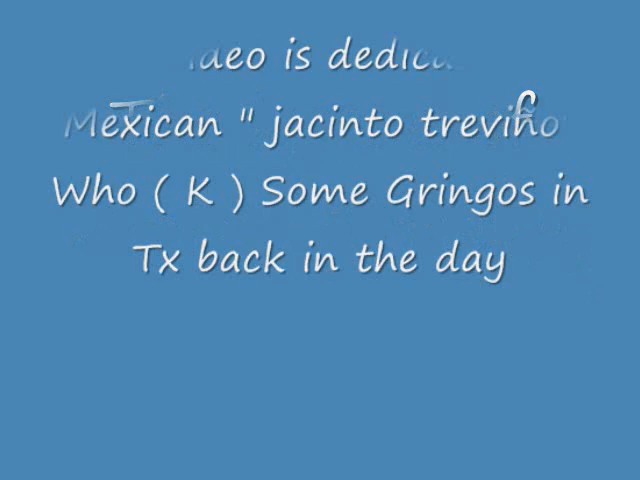 is
Mexican " jacinto treviño
Who ( K ) Some Gringos in
Tx back in the day